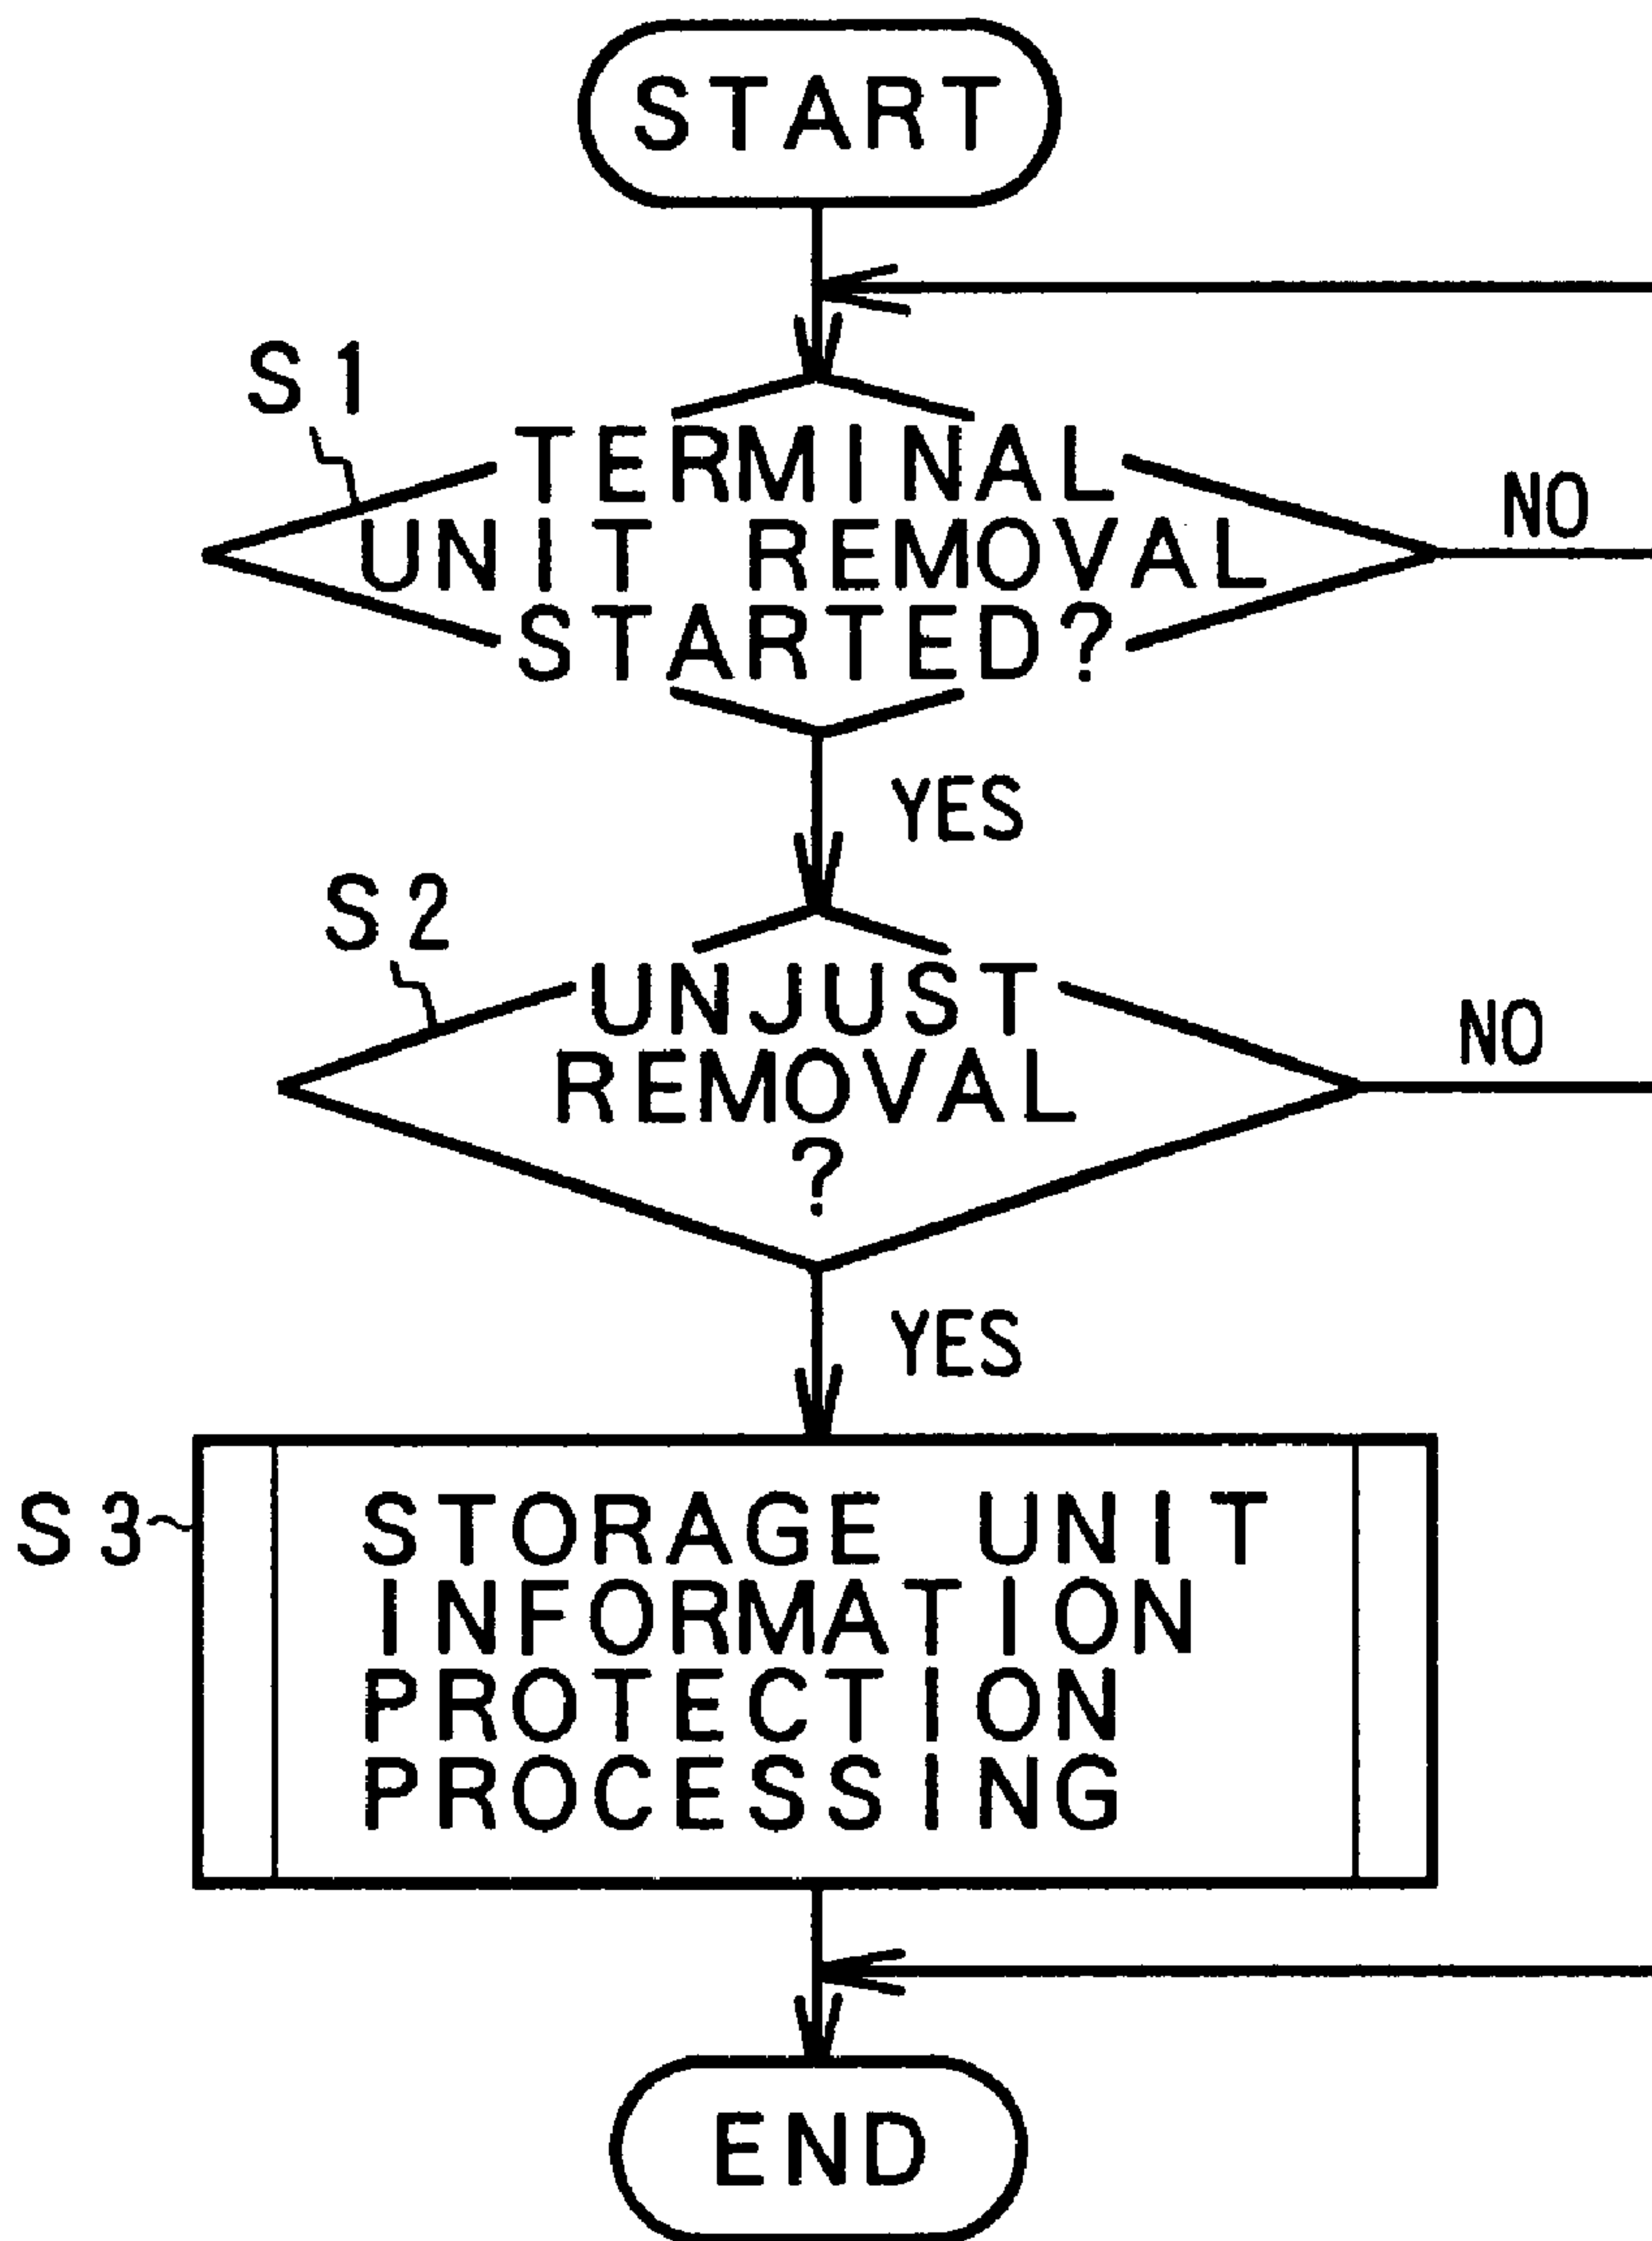 START
S1
TERMINAL
UNIT REMOVAL
STARTED?
NO
YES
S2
UNJUST
REMOVAL
?
NO
YES
S3
STORAGE UNIT
INFORMATION
PROTECTION
PROCESSING
END